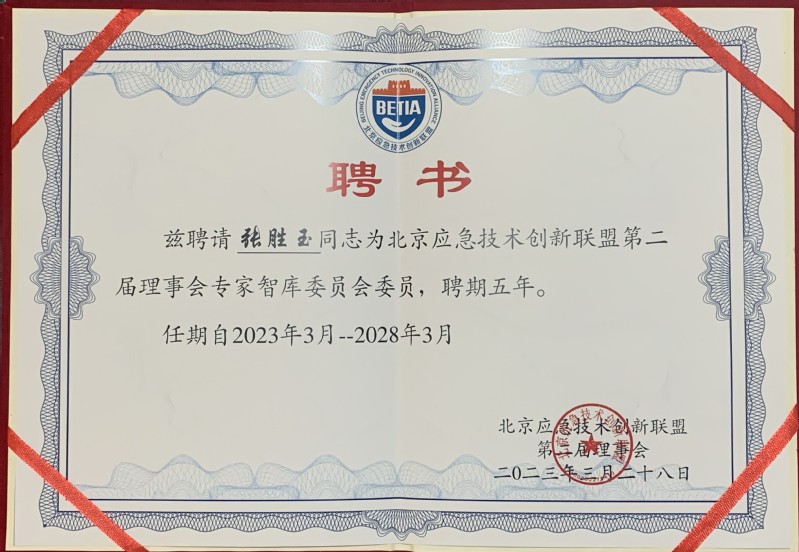 BEIJING EMERGENCY TECHNOLOGY INNOVATION ALLIANCE
BETIA
北京应急技术创新联盟
聘书
兹聘请 张胜玉 同志为北京应急技术创新联盟第二
届理事会专家智库委员会委员，聘期五年。
任期自2023年3月--2028年3月
北京应急技术创新联盟
第二届理事会
二〇二三年三月二十八日